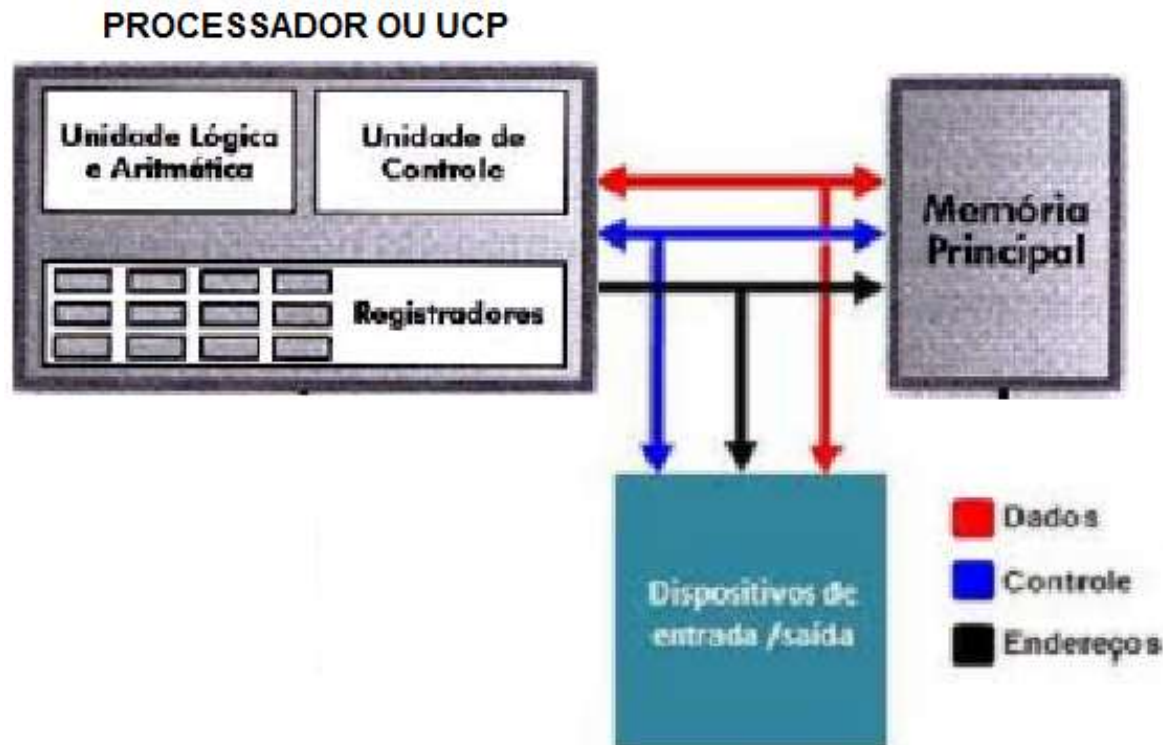 PROCESSADOR OU UCP
Unidade Lógica
e Aritmética
Unidade de
Controle
Registradores
Memória
Principal
Dispositivos de
entrada /saída
Dados
Controle
Endereços